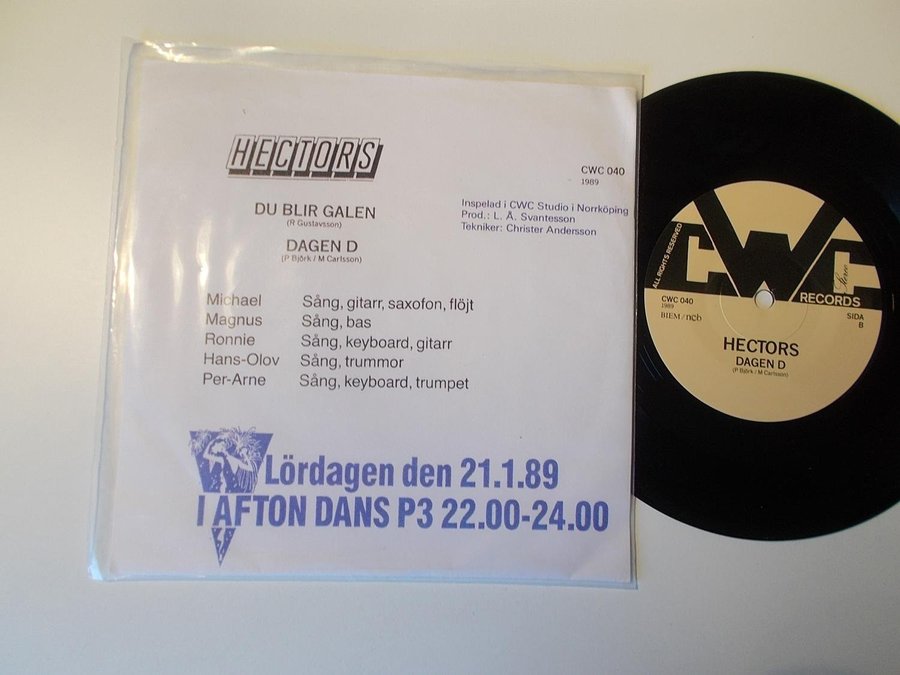 HECTORS
CWC 040
1989
DU BLIR GALEN
(R Gustavsson)
DAGEN D
(P Björk / M Carlsson)
Inspelad i CWC Studio i Norrköping
Prod.: L. Å. Svantesson
Tekniker: Christer Andersson
Michael Sång, gitarr, saxofon, flöjt
Magnus Sång, bas
Ronnie Sång, keyboard, gitarr
Hans-Olov Sång, trummor
Per-Arne Sång, keyboard, trumpet
Lördagen den 21.1.89
I AFTON DANS P3 22.00-24.00
ALL RIGHTS RESERVED
CWC
Stereo
RECORDS
CWC 040
1989
BIEM/ncb
SIDA
B
HECTORS
DAGEN D
(P Björk / M Carlsson)